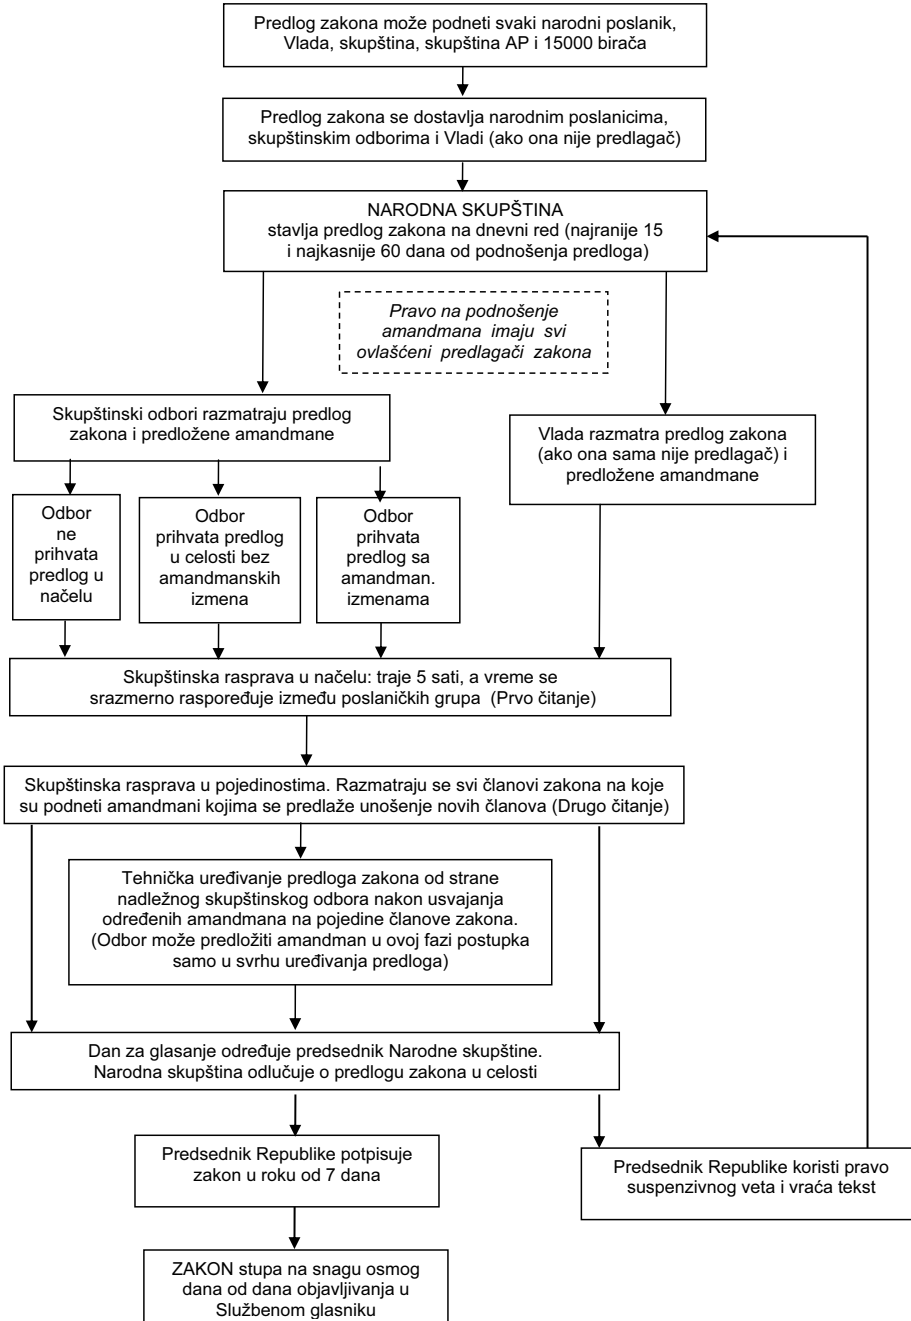 Predlog zakona može podneti svaki narodni poslanik,
Vlada, skupština, skupština AP i 15000 birača
Predlog zakona se dostavlja narodnim poslanicima,
skupštinskim odborima i Vladi (ako ona nije predlagač)
NARODNA SKUPŠTINA
stavlja predlog zakona na dnevni red (najranije 15
i najkasnije 60 dana od podnošenja predloga)
Pravo na podnošenje
amandmana imaju svi
ovlašćeni predlagači zakona
Skupštinski odbori razmatraju predlog
zakona i predložene amandmane
Vlada razmatra predlog zakona
(ako ona sama nije predlagač) i
predložene amandmane
Odbor
ne
prihvata
predlog u
načelu
Odbor
prihvata predlog
u celosti bez
amandmanskih
izmena
Odbor
prihvata
predlog sa
amandman.
izmenama
Skupštinska rasprava u načelu: traje 5 sati, a vreme se
srazmerno raspoređuje između poslaničkih grupa (Prvo čitanje)
Skupštinska rasprava u pojedinostima. Razmatraju se svi članovi zakona na koje
su podneti amandmani kojima se predlaže unošenje novih članova (Drugo čitanje)
Tehnička uređivanje predloga zakona od strane
nadležnog skupštinskog odbora nakon usvajanja
određenih amandmana na pojedine članove zakona.
(Odbor može predložiti amandman u ovoj fazi postupka
samo u svrhu uređivanja predloga)
Dan za glasanje određuje predsednik Narodne skupštine.
Narodna skupština odlučuje o predlogu zakona u celosti
Predsednik Republike potpisuje
zakon u roku od 7 dana
Predsednik Republike koristi pravo
suspenzivnog veta i vraća tekst
ZAKON stupa na snagu osmog
dana od dana objavljivanja u
Službenom glasniku